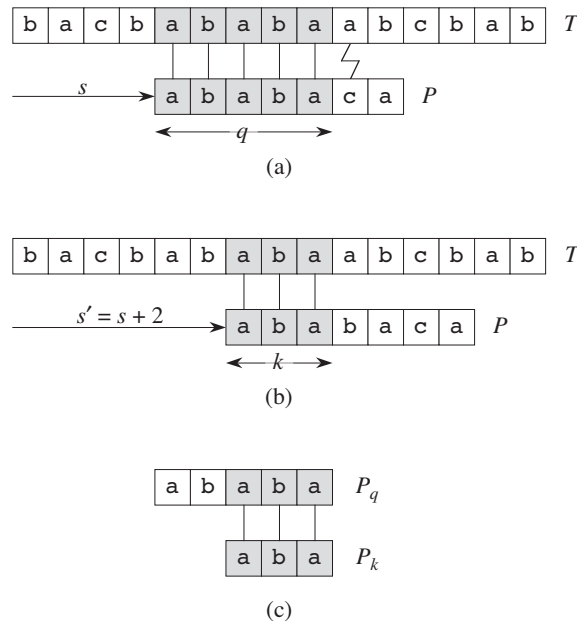 b a c b a b a b a a b c b a b T
s a b a b a c a P
q
(a)
b a c b a b a b a a b c b a b T
s′ = s + 2 a b a b a c a P
k
(b)
a b a b a P_q
a b a P_k
(c)